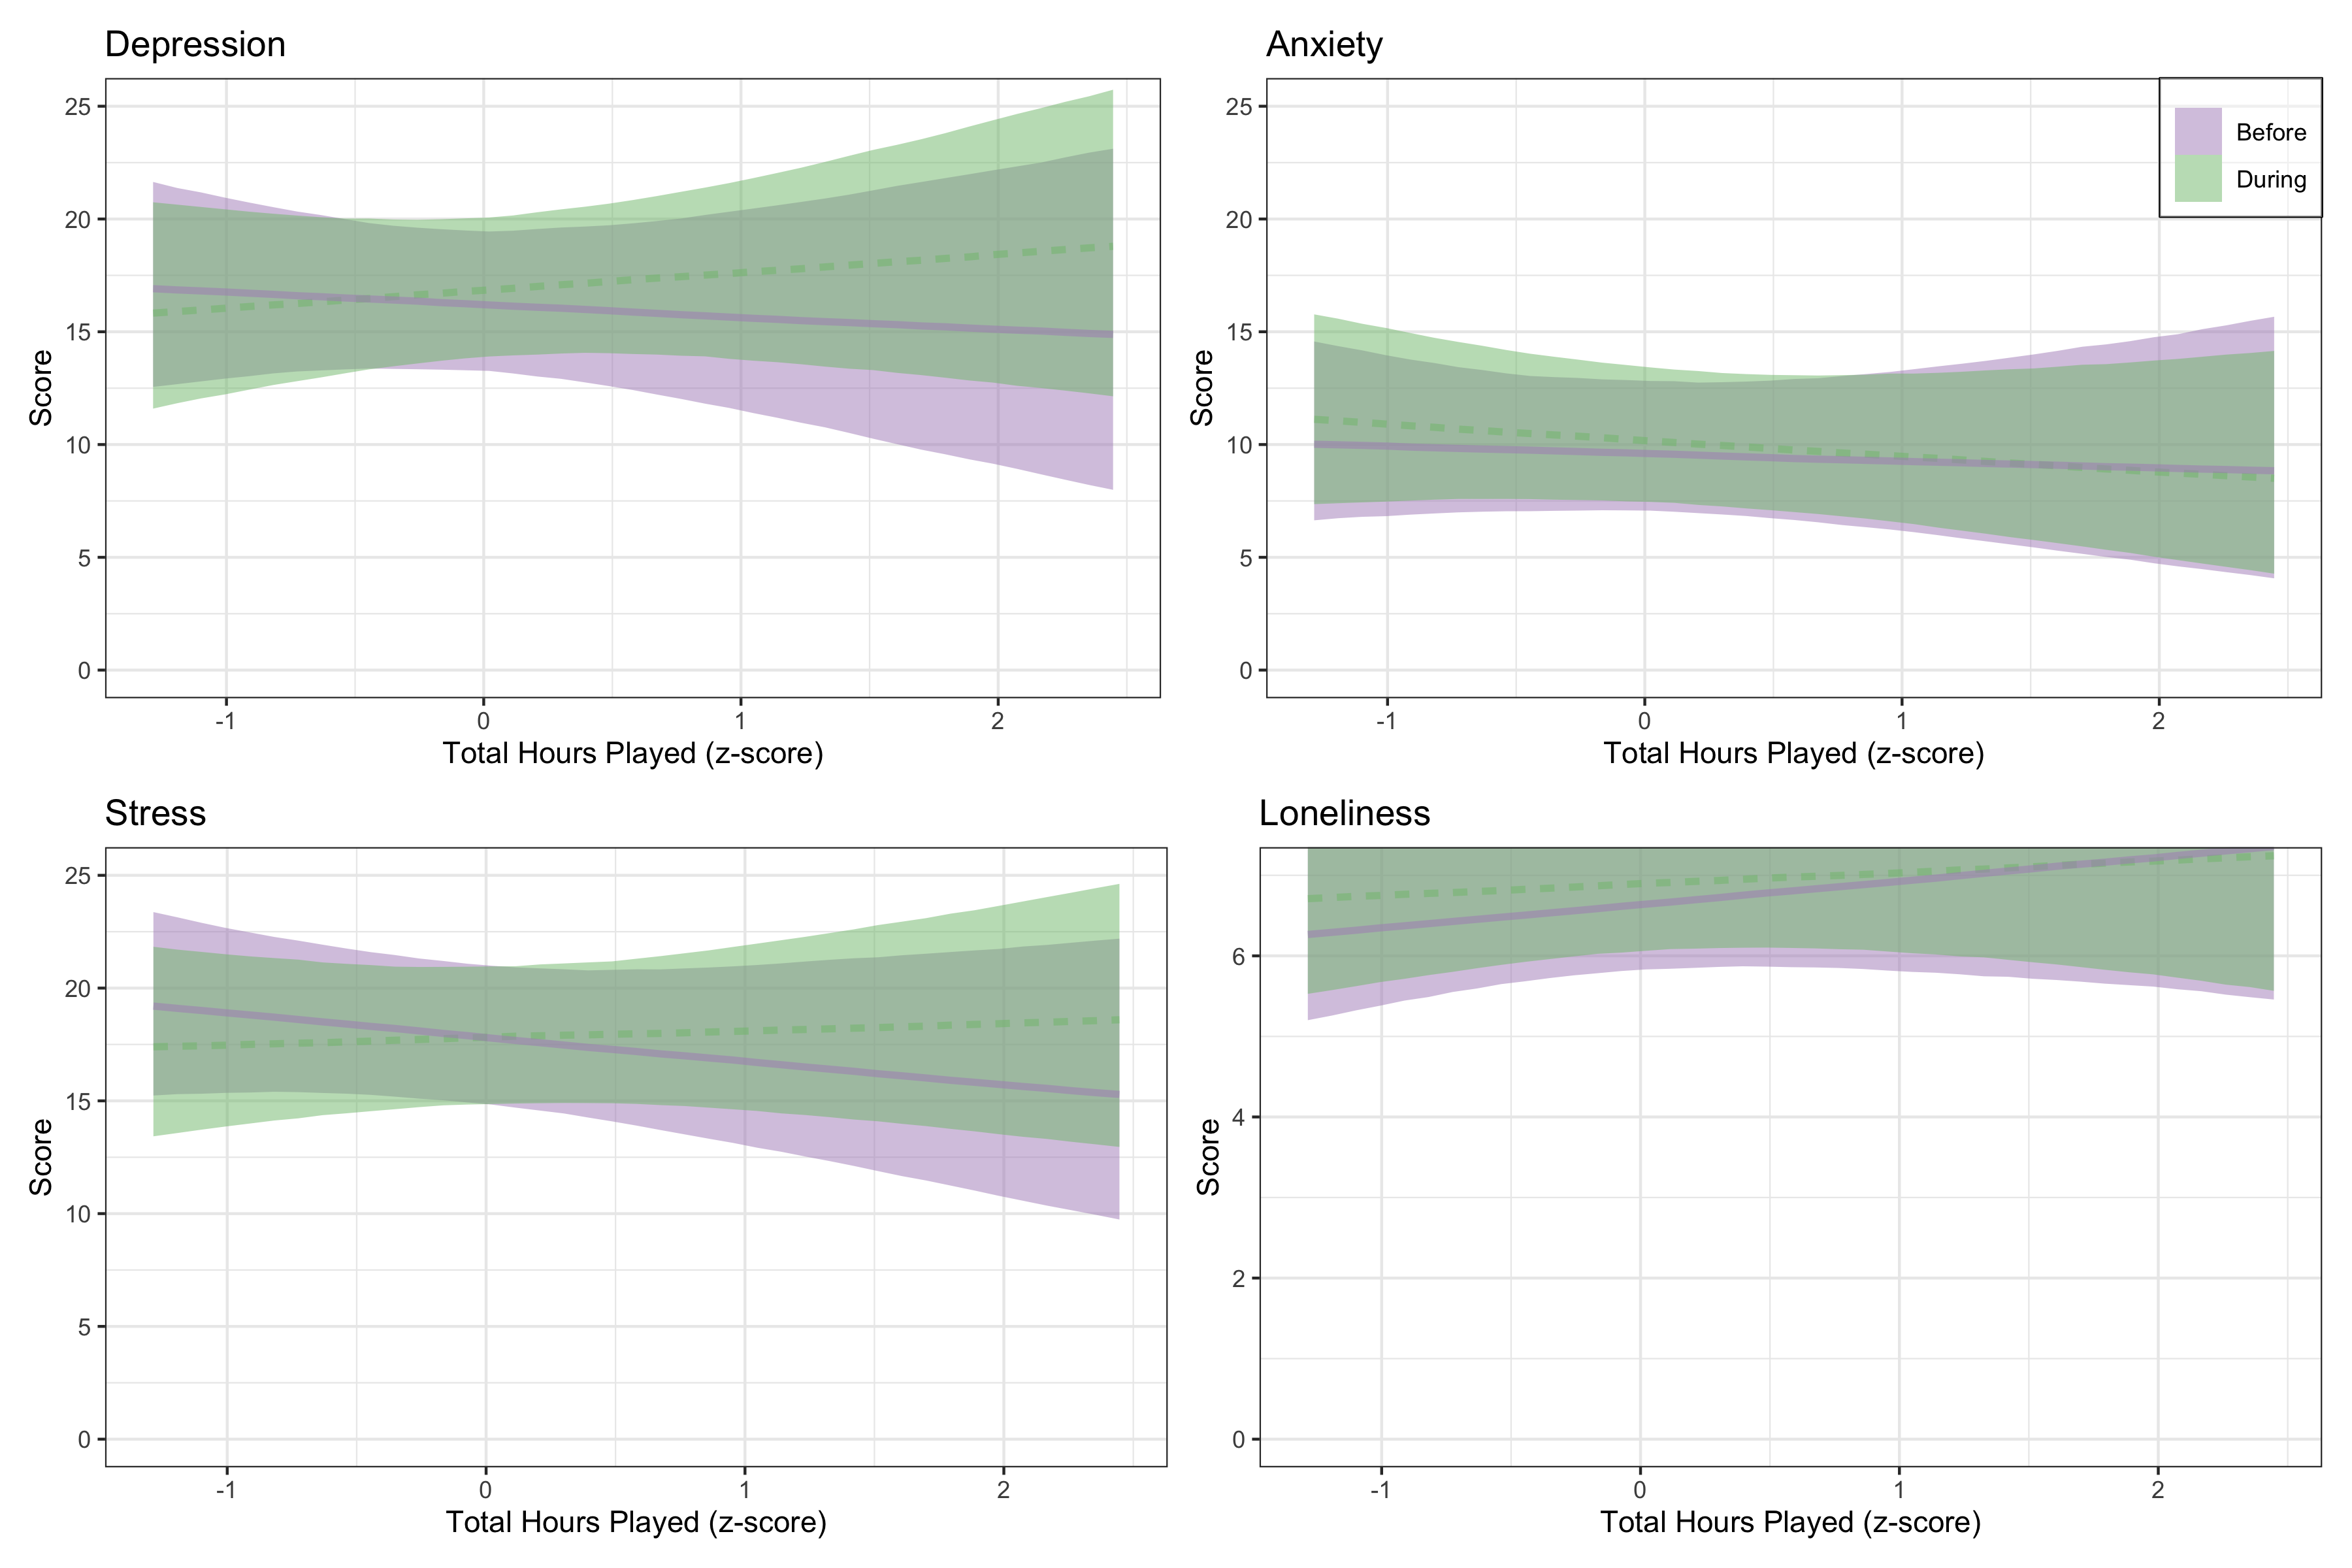 Depression
25
20
15
10
5
0
Score
-1 0 1 2
Total Hours Played (z-score)
Anxiety
25
20
15
10
5
0
Score
-1 0 1 2
Total Hours Played (z-score)
Before
During
Stress
25
20
15
10
5
0
Score
-1 0 1 2
Total Hours Played (z-score)
Loneliness
6
4
2
0
Score
-1 0 1 2
Total Hours Played (z-score)